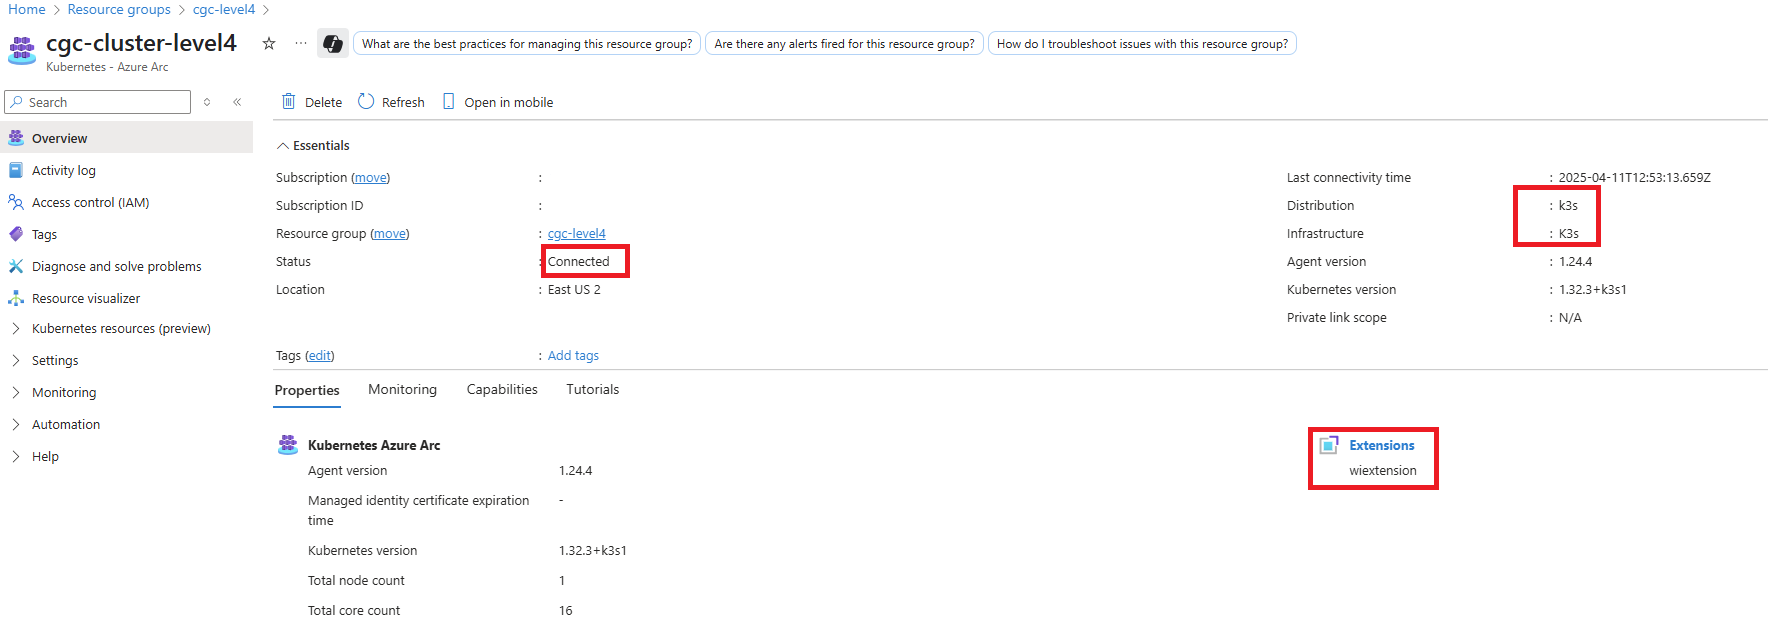 Home > Resource groups > cgc-level4 >
cgc-cluster-level4
Kubernetes - Azure Arc
What are the best practices for managing this resource group?
Are there any alerts fired for this resource group?
How do I troubleshoot issues with this resource group?
Search
Overview
Activity log
Access control (IAM)
Tags
Diagnose and solve problems
Resource visualizer
Kubernetes resources (preview)
Settings
Monitoring
Automation
Help
Delete
Refresh
Open in mobile
Essentials
Subscription (move) :
Subscription ID :
Resource group (move) : cgc-level4
Status : Connected
Location : East US 2
Last connectivity time : 2025-04-11T12:53:13.659Z
Distribution : k3s
Infrastructure : K3s
Agent version : 1.24.4
Kubernetes version : 1.32.3+k3s1
Private link scope : N/A
Tags (edit) : Add tags
Properties
Monitoring
Capabilities
Tutorials
Kubernetes Azure Arc
Agent version 1.24.4
Managed identity certificate expiration -
time
Kubernetes version 1.32.3+k3s1
Total node count 1
Total core count 16
Extensions
wiextension